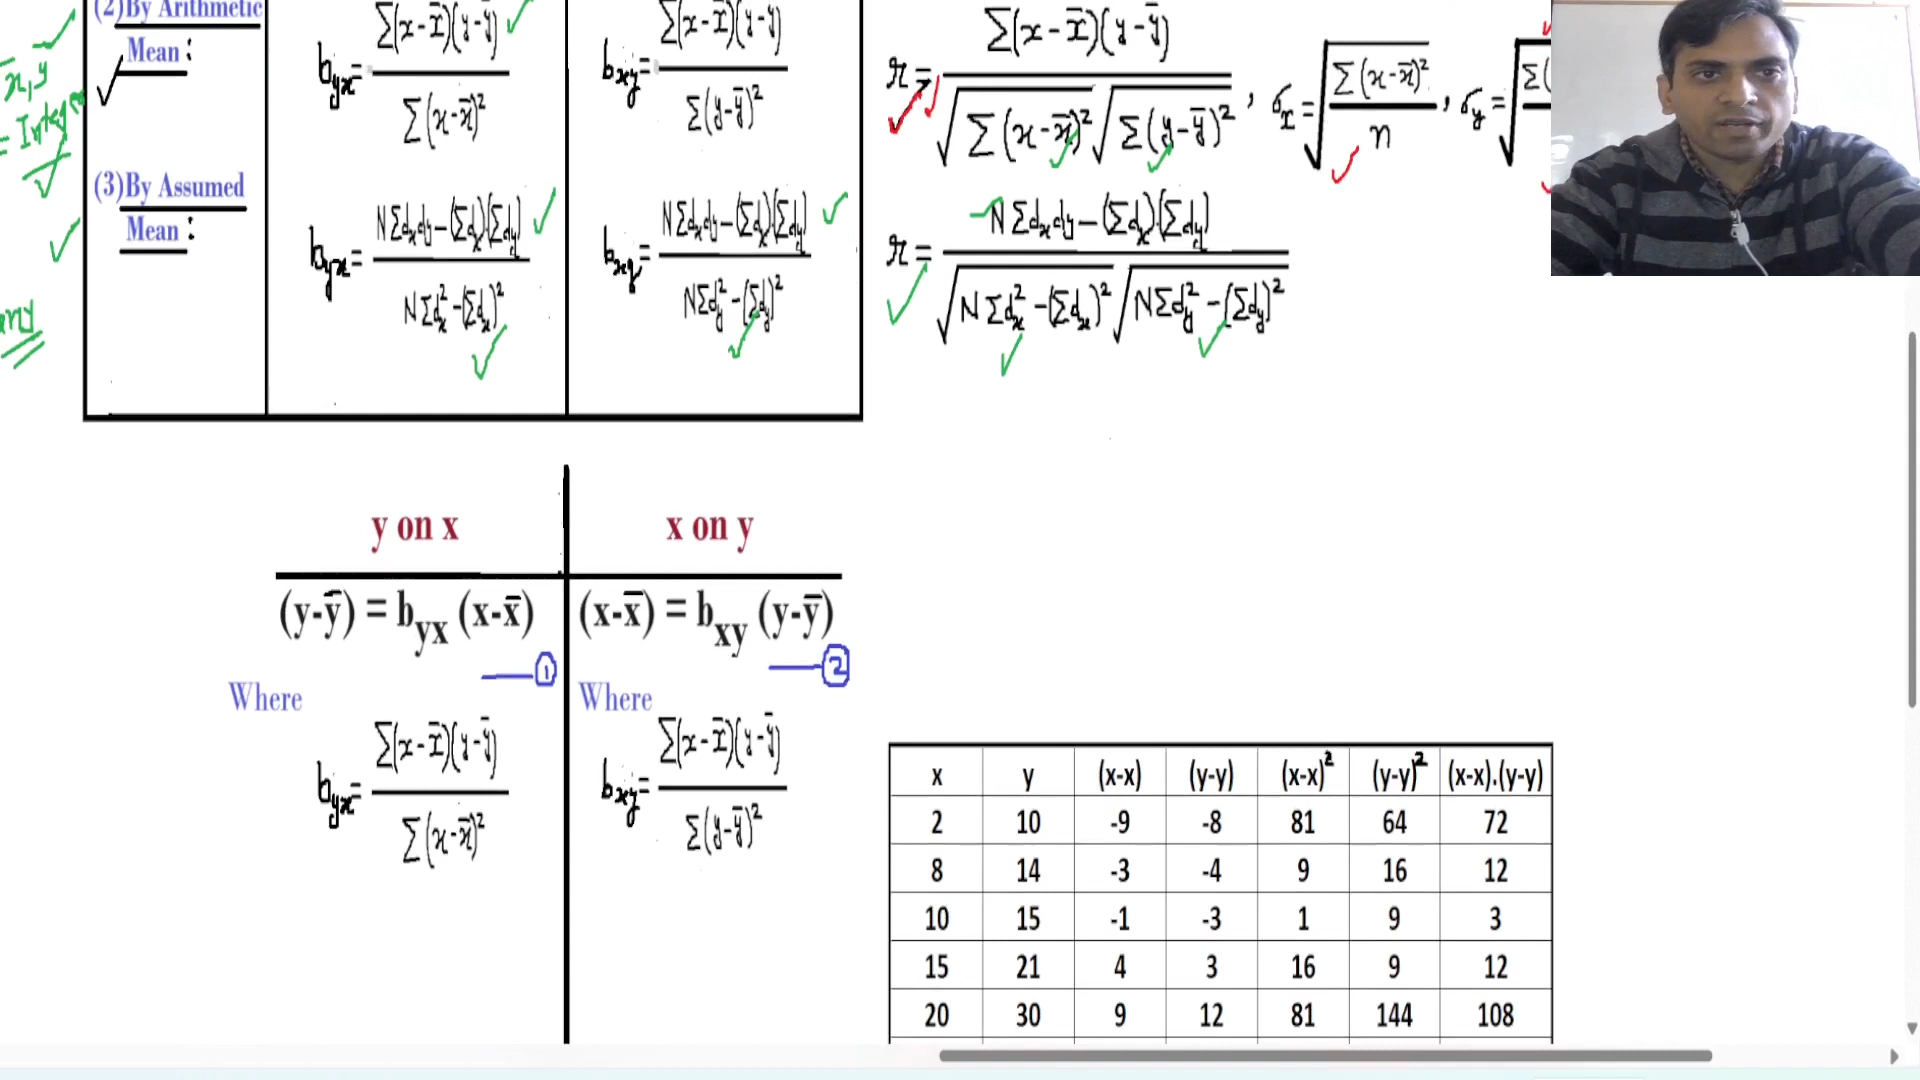 (2)By Arithmetic
Mean :
x̄, ȳ
= Integer
b_yx = Σ(x-x̄)(y-ȳ) / Σ(x-x̄)²
b_xy = Σ(x-x̄)(y-ȳ) / Σ(y-ȳ)²
r = Σ(x-x̄)(y-ȳ) / √Σ(x-x̄)² √Σ(y-ȳ)² , σ_x = √Σ(x-x̄)²/n , σ_y = √Σ(
(3)By Assumed
Mean :
b_yx = NΣdxdy-(Σdx).(Σdy) / NΣdx²-(Σdx)²
b_xy = NΣdxdy-(Σdx).(Σdy) / NΣdy²-(Σdy)²
r = NΣdxdy-(Σdx).(Σdy) / √NΣdx²-(Σdx)² √NΣdy²-(Σdy)²
y on x x on y
(y-ȳ) = b_yx (x-x̄) (x-x̄) = b_xy (y-ȳ)
—① —②
Where Where
b_yx = Σ(x-x̄)(y-ȳ) / Σ(x-x̄)²
b_xy = Σ(x-x̄)(y-ȳ) / Σ(y-ȳ)²
x y (x-x) (y-y) (x-x)² (y-y)² (x-x).(y-y)
2 10 -9 -8 81 64 72
8 14 -3 -4 9 16 12
10 15 -1 -3 1 9 3
15 21 4 3 16 9 12
20 30 9 12 81 144 108